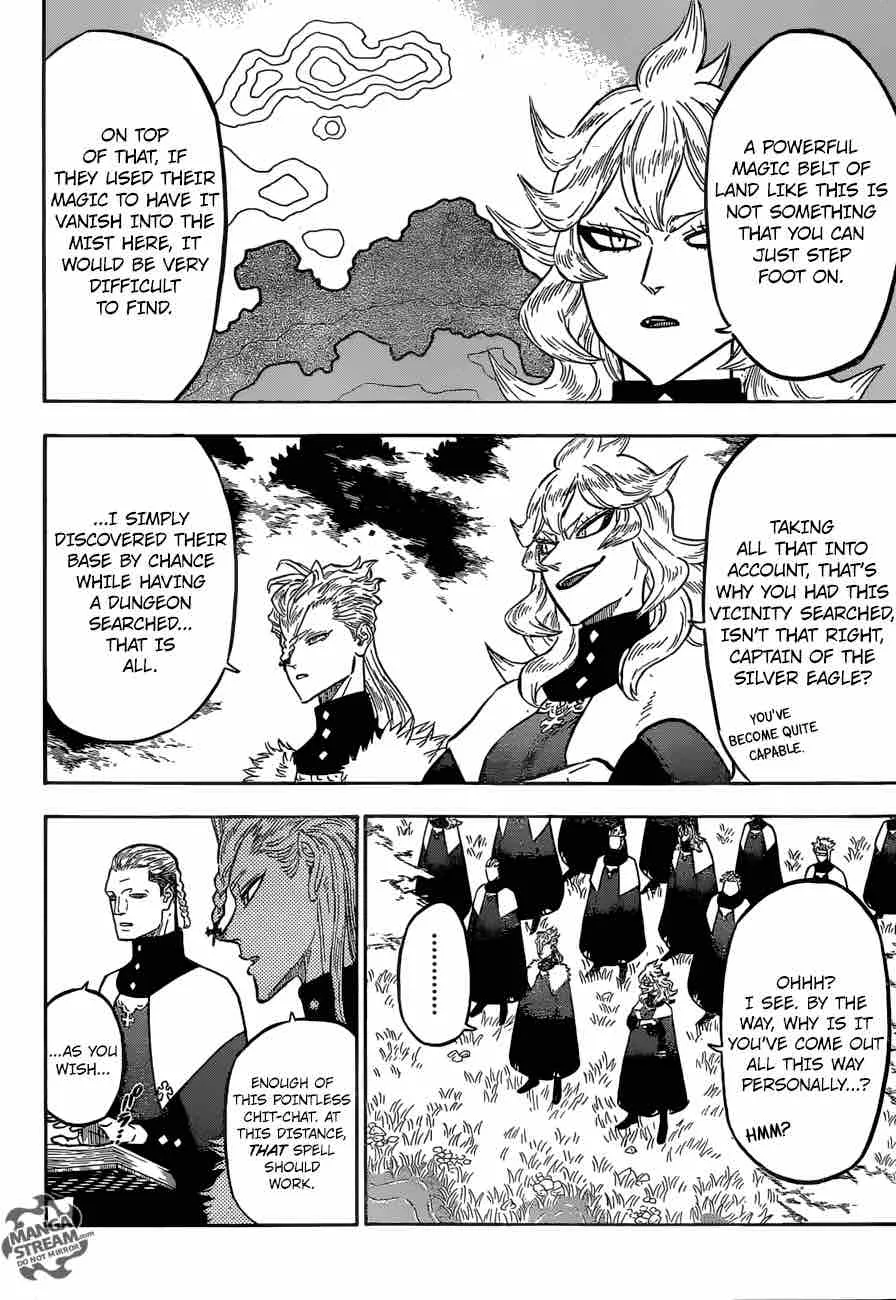 A POWERFUL
MAGIC BELT OF
LAND LIKE THIS IS
NOT SOMETHING
THAT YOU CAN
JUST STEP
FOOT ON.
ON TOP
OF THAT, IF
THEY USED THEIR
MAGIC TO HAVE IT
VANISH INTO THE
MIST HERE, IT
WOULD BE VERY
DIFFICULT
TO FIND.
TAKING
ALL THAT INTO
ACCOUNT, THAT'S
WHY YOU HAD THIS
VICINITY SEARCHED,
ISN'T THAT RIGHT,
CAPTAIN OF THE
SILVER EAGLE?
YOU'VE
BECOME QUITE
CAPABLE.
...I SIMPLY
DISCOVERED THEIR
BASE BY CHANCE
WHILE HAVING
A DUNGEON
SEARCHED...
THAT IS
ALL.
OHHH?
I SEE. BY THE
WAY, WHY IS IT
YOU'VE COME OUT
ALL THIS WAY
PERSONALLY...?
HMM?
.........
ENOUGH OF
THIS POINTLESS
CHIT-CHAT. AT
THIS DISTANCE,
THAT SPELL
SHOULD
WORK.
...AS YOU
WISH...
MANGA
STREAM.com
DO NOT MIRROR